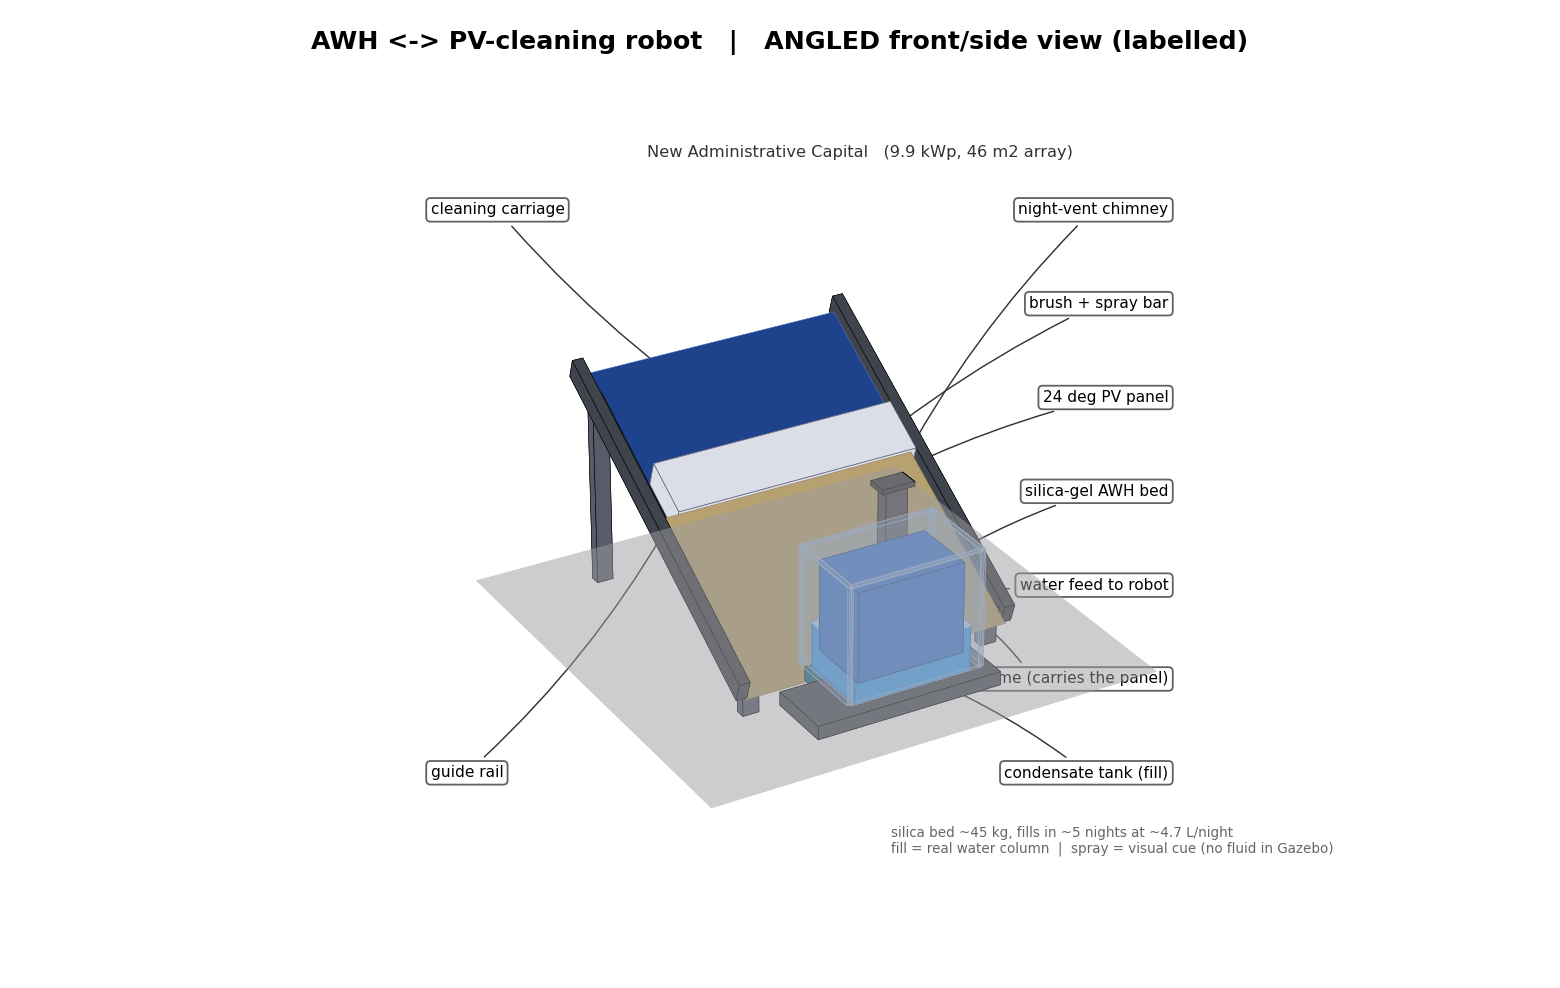 AWH <-> PV-cleaning robot | ANGLED front/side view (labelled)
New Administrative Capital (9.9 kWp, 46 m2 array)
cleaning carriage
night-vent chimney
brush + spray bar
24 deg PV panel
silica-gel AWH bed
water feed to robot
(carries the panel)
guide rail
condensate tank (fill)
silica bed ~45 kg, fills in ~5 nights at ~4.7 L/night
fill = real water column | spray = visual cue (no fluid in Gazebo)